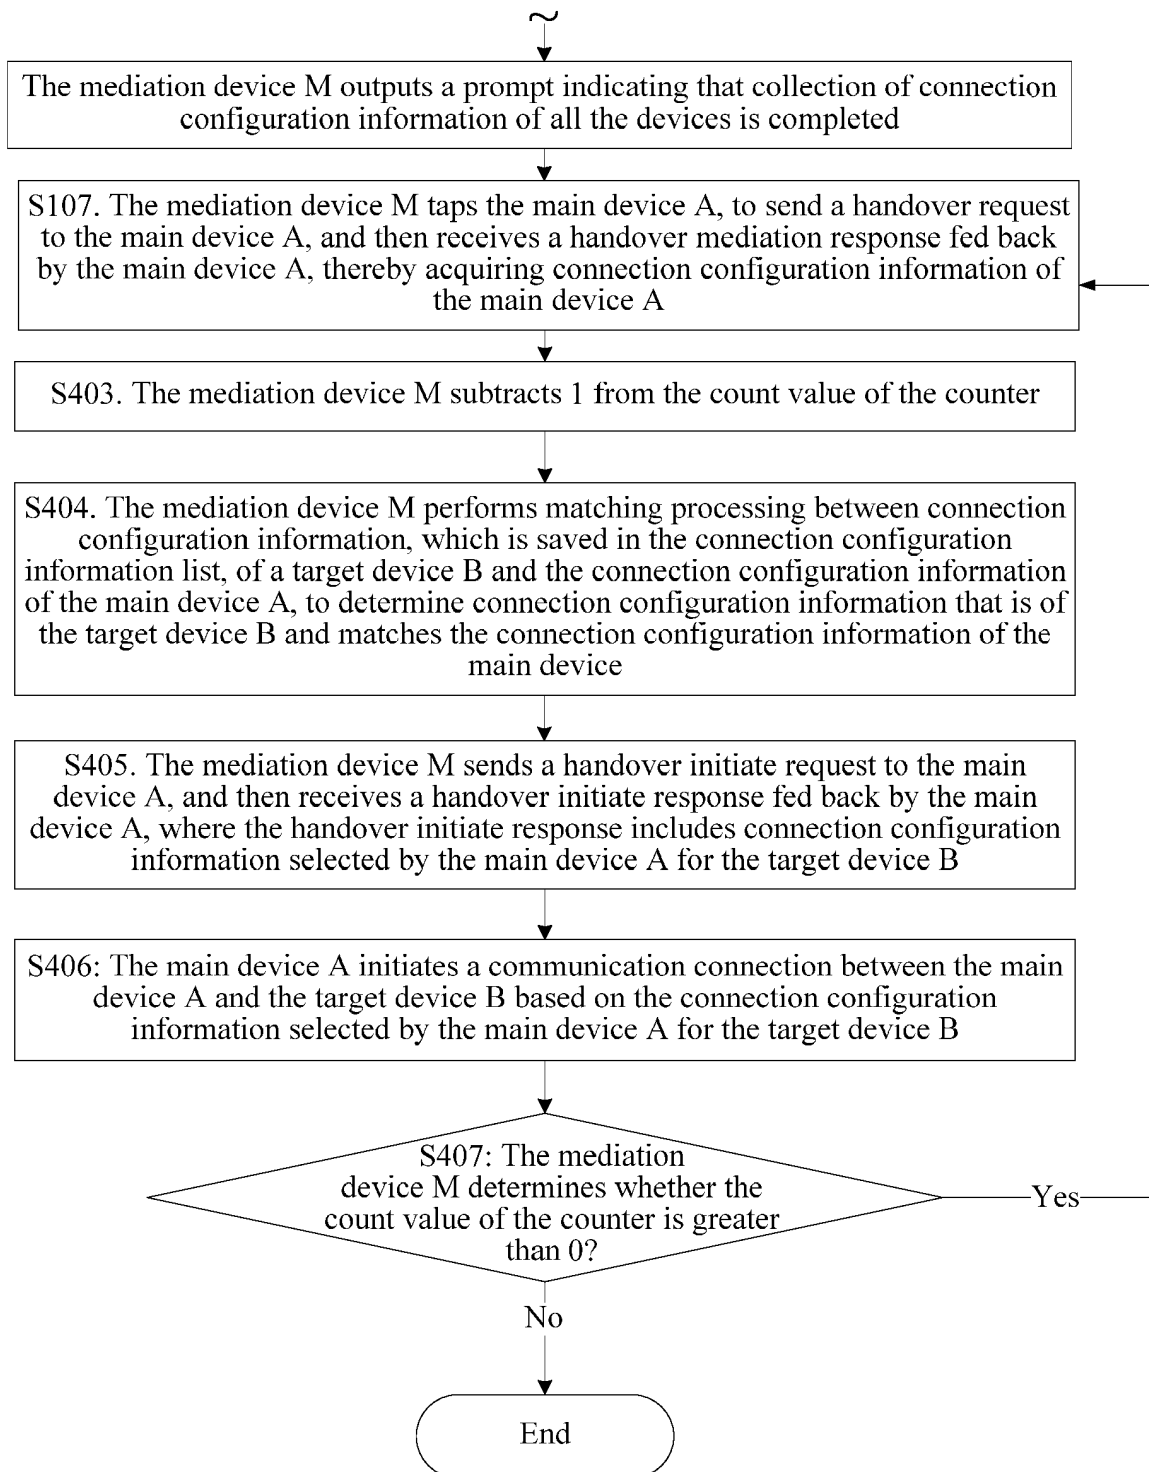 The mediation device M outputs a prompt indicating that collection of connection
configuration information of all the devices is completed
S107. The mediation device M taps the main device A, to send a handover request
to the main device A, and then receives a handover mediation response fed back
by the main device A, thereby acquiring connection configuration information of
the main device A
S403. The mediation device M subtracts 1 from the count value of the counter
S404. The mediation device M performs matching processing between connection
configuration information, which is saved in the connection configuration
information list, of a target device B and the connection configuration information
of the main device A, to determine connection configuration information that is of
the target device B and matches the connection configuration information of the
main device
S405. The mediation device M sends a handover initiate request to the main
device A, and then receives a handover initiate response fed back by the main
device A, where the handover initiate response includes connection configuration
information selected by the main device A for the target device B
S406: The main device A initiates a communication connection between the main
device A and the target device B based on the connection configuration
information selected by the main device A for the target device B
S407: The mediation
device M determines whether the
count value of the counter is greater
than 0?
Yes
No
End